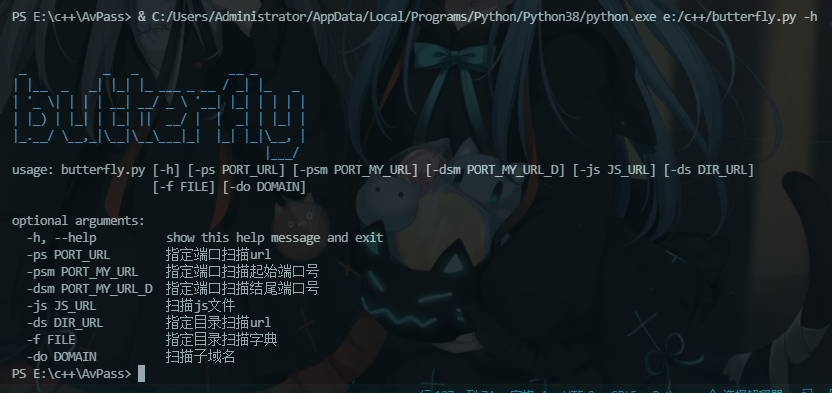 PS E:\c++\AvPass> & C:/Users/Administrator/AppData/Local/Programs/Python/Python38/python.exe e:/c++/butterfly.py -h
butterfly
usage: butterfly.py [-h] [-ps PORT_URL] [-psm PORT_MY_URL] [-dsm PORT_MY_URL_D] [-js JS_URL] [-ds DIR_URL]
[-f FILE] [-do DOMAIN]
optional arguments:
-h, --help show this help message and exit
-ps PORT_URL 指定端口扫描url
-psm PORT_MY_URL 指定端口扫描起始端口号
-dsm PORT_MY_URL_D 指定端口扫描结尾端口号
-js JS_URL 扫描js文件
-ds DIR_URL 指定目录扫描url
-f FILE 指定目录扫描字典
-do DOMAIN 扫描子域名
PS E:\c++\AvPass>